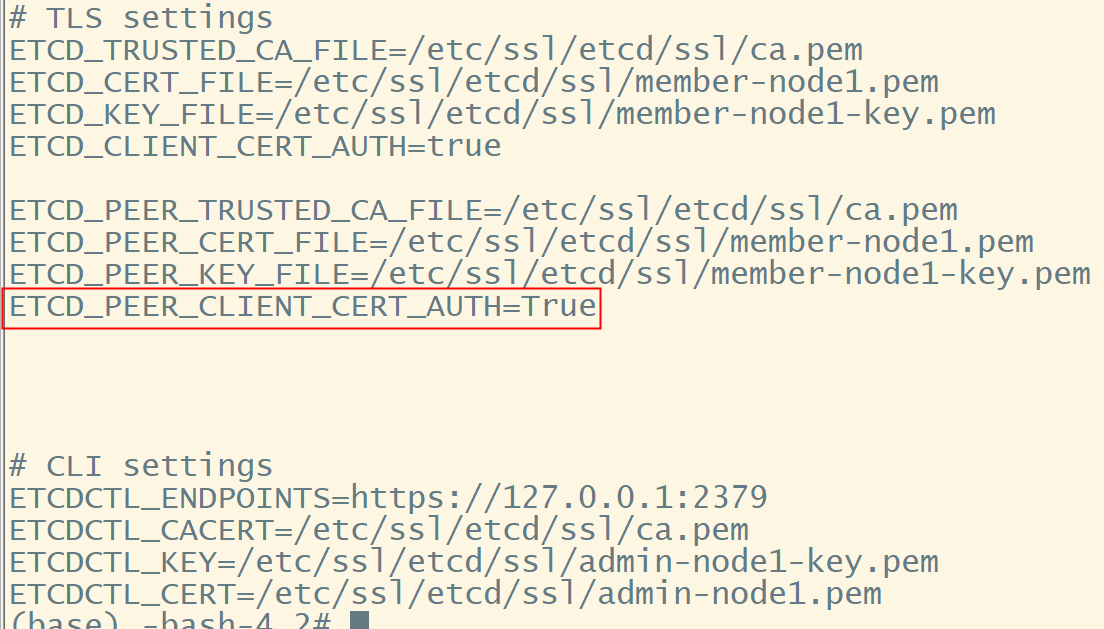 # TLS settings
ETCD_TRUSTED_CA_FILE=/etc/ssl/etcd/ssl/ca.pem
ETCD_CERT_FILE=/etc/ssl/etcd/ssl/member-node1.pem
ETCD_KEY_FILE=/etc/ssl/etcd/ssl/member-node1-key.pem
ETCD_CLIENT_CERT_AUTH=true
ETCD_PEER_TRUSTED_CA_FILE=/etc/ssl/etcd/ssl/ca.pem
ETCD_PEER_CERT_FILE=/etc/ssl/etcd/ssl/member-node1.pem
ETCD_PEER_KEY_FILE=/etc/ssl/etcd/ssl/member-node1-key.pem
ETCD_PEER_CLIENT_CERT_AUTH=True
# CLI settings
ETCDCTL_ENDPOINTS=https://127.0.0.1:2379
ETCDCTL_CACERT=/etc/ssl/etcd/ssl/ca.pem
ETCDCTL_KEY=/etc/ssl/etcd/ssl/admin-node1-key.pem
ETCDCTL_CERT=/etc/ssl/etcd/ssl/admin-node1.pem
(base) -bash-4.2#